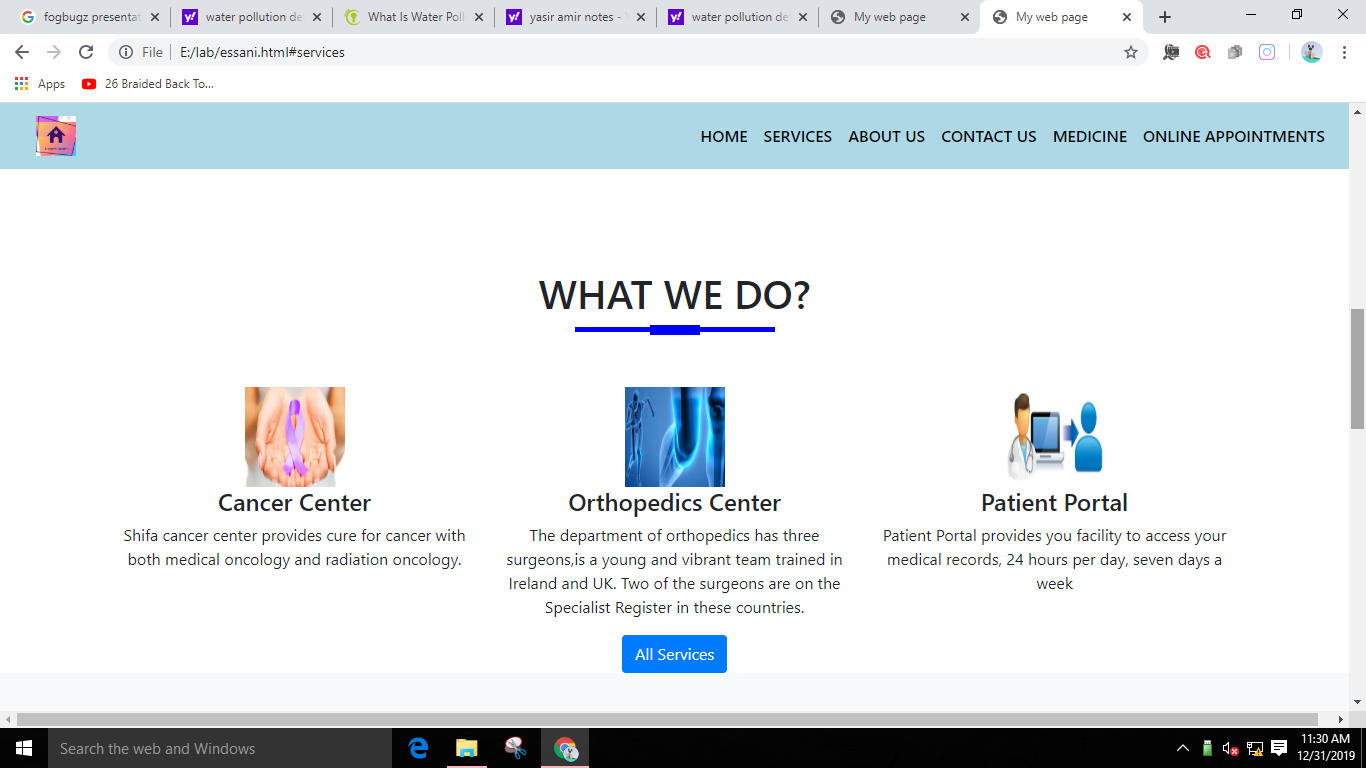 fogbugz presentat
water pollution de
What Is Water Poll
yasir amir notes - Y
water pollution de
My web page
My web page
File
E:/lab/essani.html#services
Apps
26 Braided Back To...
HOME SERVICES ABOUT US CONTACT US MEDICINE ONLINE APPOINTMENTS
WHAT WE DO?
Cancer Center
Shifa cancer center provides cure for cancer with
both medical oncology and radiation oncology.
Orthopedics Center
The department of orthopedics has three
surgeons,is a young and vibrant team trained in
Ireland and UK. Two of the surgeons are on the
Specialist Register in these countries.
Patient Portal
Patient Portal provides you facility to access your
medical records, 24 hours per day, seven days a
week
All Services
Search the web and Windows
11:30 AM
12/31/2019